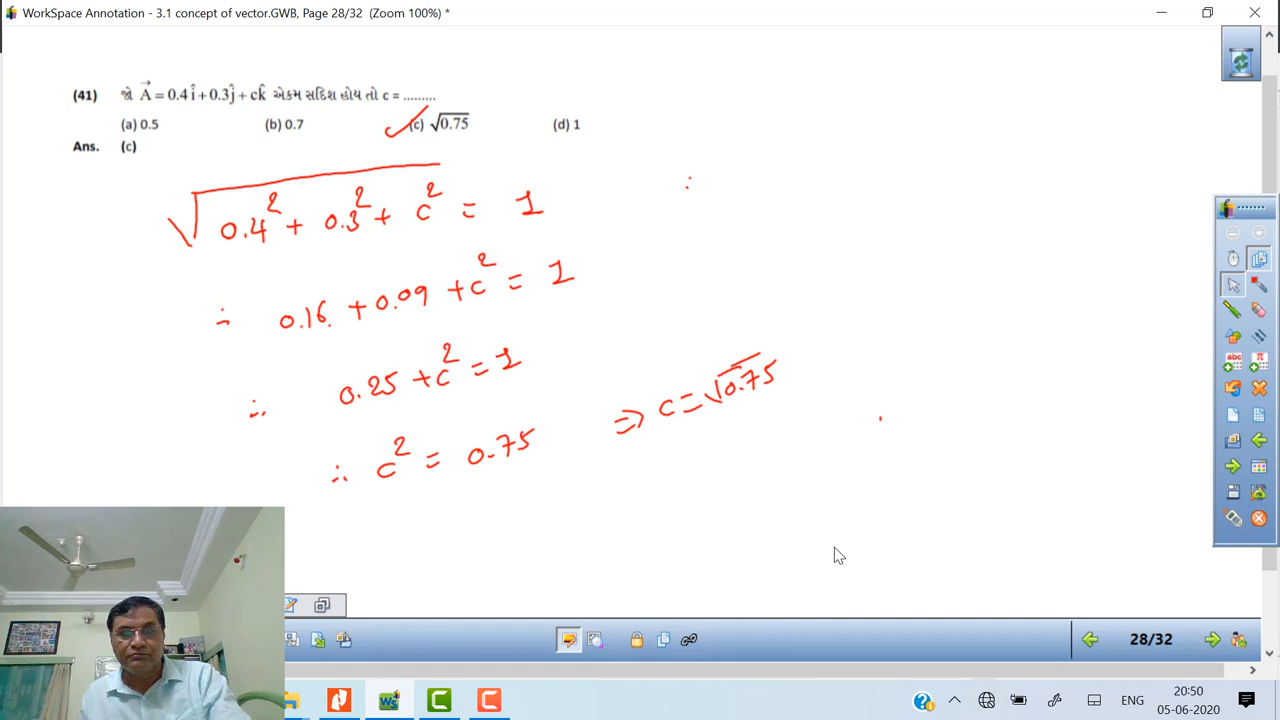 WorkSpace Annotation - 3.1 concept of vector.GWB, Page 28/32 (Zoom 100%) *
(41) જો A⃗ = 0.4î + 0.3ĵ + ck̂ એકમ સદિશ હોય તો c = .........
(a) 0.5 (b) 0.7 (c) √0.75 (d) 1
Ans. (c)
√(0.4² + 0.3² + c²) = 1
∴ 0.16 + 0.09 + c² = 1
∴ 0.25 + c² = 1
∴ c² = 0.75 ⇒ c = √0.75
abc
28/32
ENG
20:50
05-06-2020